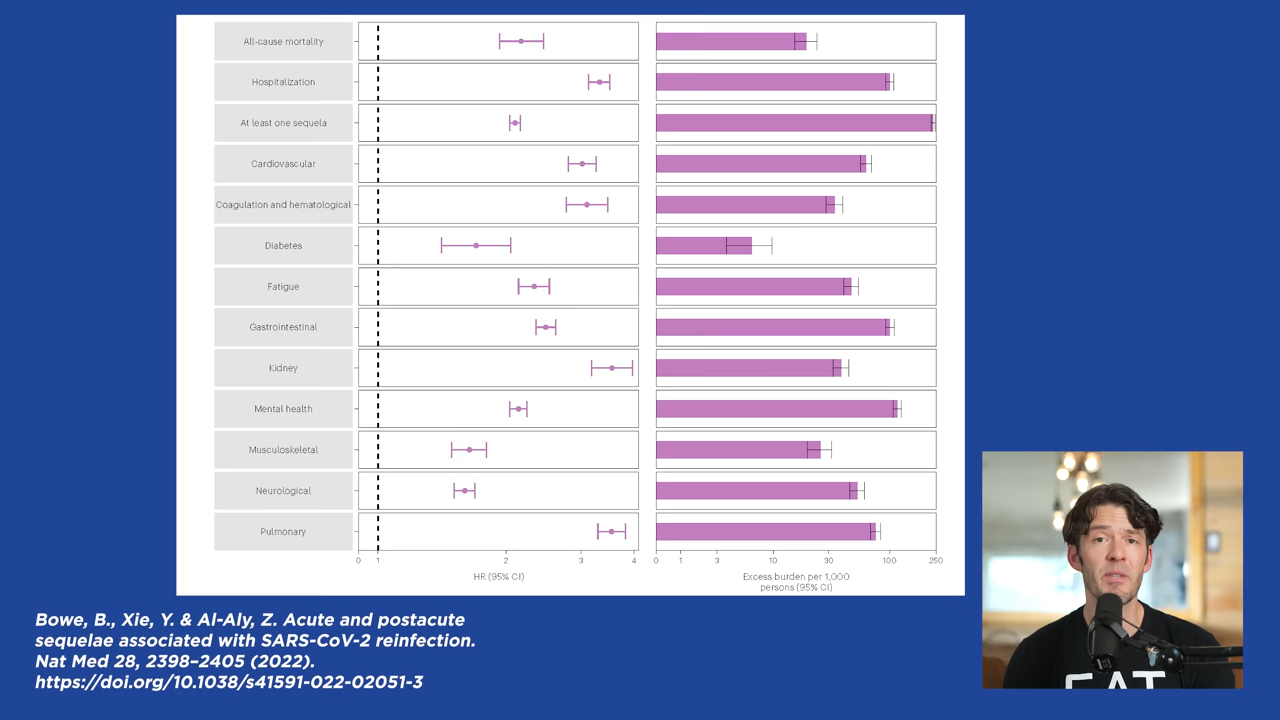 All-cause mortality
Hospitalization
At least one sequela
Cardiovascular
Coagulation and hematological
Diabetes
Fatigue
Gastrointestinal
Kidney
Mental health
Musculoskeletal
Neurological
Pulmonary
0 1 2 3 4
HR (95% CI)
0 1 3 10 30 100 250
Excess burden per 1,000
persons (95% CI)
Bowe, B., Xie, Y. & Al-Aly, Z. Acute and postacute
sequelae associated with SARS-CoV-2 reinfection.
Nat Med 28, 2398–2405 (2022).
https://doi.org/10.1038/s41591-022-02051-3